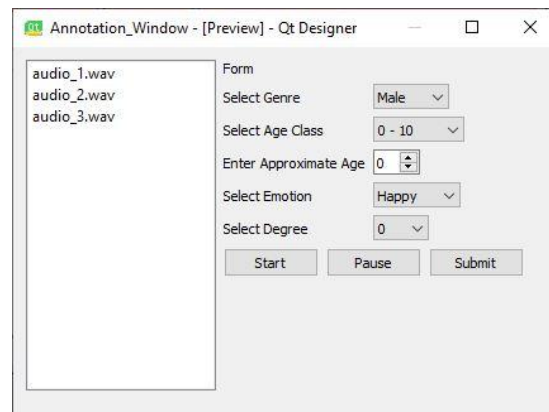 Annotation_Window - [Preview] - Qt Designer
audio_1.wav
audio_2.wav
audio_3.wav
Form
Select Genre Male
Select Age Class 0 - 10
Enter Approximate Age 0
Select Emotion Happy
Select Degree 0
Start Pause Submit